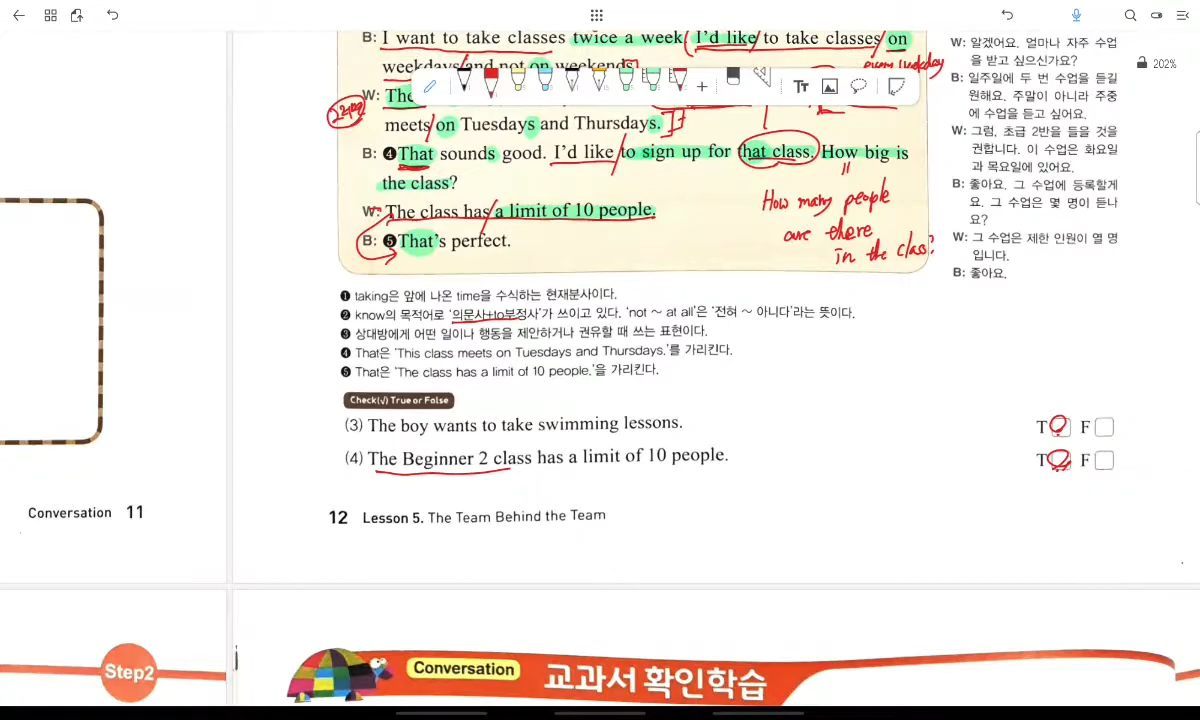 B: I want to take classes twice a week. I'd like to take classes on
weekdays and not on weekends.
every tuesday
202%
W: The
meets on Tuesdays and Thursdays.
B: ❹That sounds good. I'd like to sign up for that class. How big is
the class?
How many people
are there
in the class?
W: The class has a limit of 10 people.
B: ❺That's perfect.
W: 알겠어요. 얼마나 자주 수업
을 받고 싶으신가요?
B: 일주일에 두 번 수업을 듣길
원해요. 주말이 아니라 주중
에 수업을 듣고 싶어요.
W: 그럼, 초급 2반을 들을 것을
권합니다. 이 수업은 화요일
과 목요일에 있어요.
B: 좋아요. 그 수업에 등록할게
요. 그 수업은 몇 명이 듣나
요?
W: 그 수업은 제한 인원이 열 명
입니다.
B: 좋아요.
❶ taking은 앞에 나온 time을 수식하는 현재분사이다.
❷ know의 목적어로 '의문사+to부정사'가 쓰이고 있다. 'not ~ at all'은 '전혀 ~ 아니다'라는 뜻이다.
❸ 상대방에게 어떤 일이나 행동을 제안하거나 권유할 때 쓰는 표현이다.
❹ That은 'This class meets on Tuesdays and Thursdays.'를 가리킨다.
❺ That은 'The class has a limit of 10 people.'을 가리킨다.
Check(√) True or False
(3) The boy wants to take swimming lessons. T F
(4) The Beginner 2 class has a limit of 10 people. T F
Conversation 11
12 Lesson 5. The Team Behind the Team
Step2
Conversation 교과서 확인학습